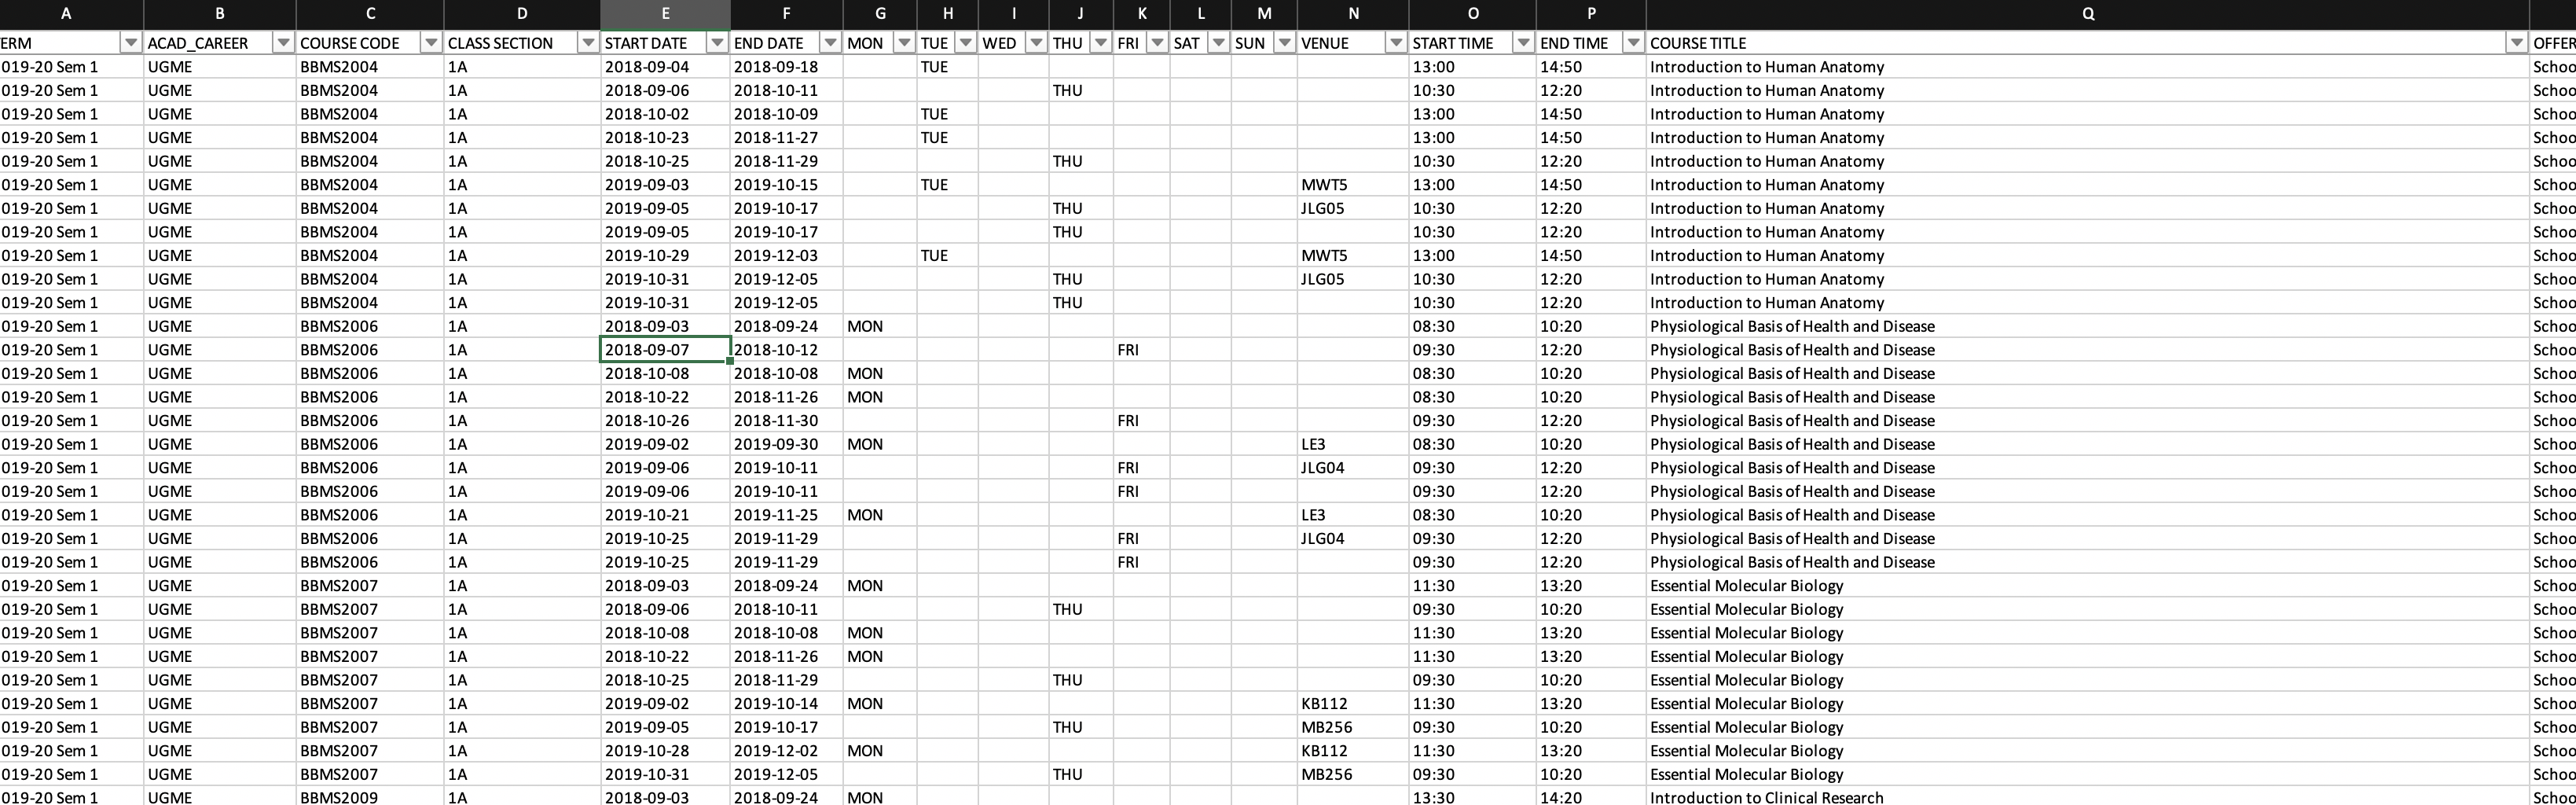 A B C D E F G H I J K L M N O P Q
ERM ACAD_CAREER COURSE CODE CLASS SECTION START DATE END DATE MON TUE WED THU FRI SAT SUN VENUE START TIME END TIME COURSE TITLE OFFER
019-20 Sem 1 UGME BBMS2004 1A 2018-09-04 2018-09-18 TUE 13:00 14:50 Introduction to Human Anatomy Schoo
019-20 Sem 1 UGME BBMS2004 1A 2018-09-06 2018-10-11 THU 10:30 12:20 Introduction to Human Anatomy Schoo
019-20 Sem 1 UGME BBMS2004 1A 2018-10-02 2018-10-09 TUE 13:00 14:50 Introduction to Human Anatomy Schoo
019-20 Sem 1 UGME BBMS2004 1A 2018-10-23 2018-11-27 TUE 13:00 14:50 Introduction to Human Anatomy Schoo
019-20 Sem 1 UGME BBMS2004 1A 2018-10-25 2018-11-29 THU 10:30 12:20 Introduction to Human Anatomy Schoo
019-20 Sem 1 UGME BBMS2004 1A 2019-09-03 2019-10-15 TUE MWT5 13:00 14:50 Introduction to Human Anatomy Schoo
019-20 Sem 1 UGME BBMS2004 1A 2019-09-05 2019-10-17 THU JLG05 10:30 12:20 Introduction to Human Anatomy Schoo
019-20 Sem 1 UGME BBMS2004 1A 2019-09-05 2019-10-17 THU 10:30 12:20 Introduction to Human Anatomy Schoo
019-20 Sem 1 UGME BBMS2004 1A 2019-10-29 2019-12-03 TUE MWT5 13:00 14:50 Introduction to Human Anatomy Schoo
019-20 Sem 1 UGME BBMS2004 1A 2019-10-31 2019-12-05 THU JLG05 10:30 12:20 Introduction to Human Anatomy Schoo
019-20 Sem 1 UGME BBMS2004 1A 2019-10-31 2019-12-05 THU 10:30 12:20 Introduction to Human Anatomy Schoo
019-20 Sem 1 UGME BBMS2006 1A 2018-09-03 2018-09-24 MON 08:30 10:20 Physiological Basis of Health and Disease Schoo
019-20 Sem 1 UGME BBMS2006 1A 2018-09-07 2018-10-12 FRI 09:30 12:20 Physiological Basis of Health and Disease Schoo
019-20 Sem 1 UGME BBMS2006 1A 2018-10-08 2018-10-08 MON 08:30 10:20 Physiological Basis of Health and Disease Schoo
019-20 Sem 1 UGME BBMS2006 1A 2018-10-22 2018-11-26 MON 08:30 10:20 Physiological Basis of Health and Disease Schoo
019-20 Sem 1 UGME BBMS2006 1A 2018-10-26 2018-11-30 FRI 09:30 12:20 Physiological Basis of Health and Disease Schoo
019-20 Sem 1 UGME BBMS2006 1A 2019-09-02 2019-09-30 MON LE3 08:30 10:20 Physiological Basis of Health and Disease Schoo
019-20 Sem 1 UGME BBMS2006 1A 2019-09-06 2019-10-11 FRI JLG04 09:30 12:20 Physiological Basis of Health and Disease Schoo
019-20 Sem 1 UGME BBMS2006 1A 2019-09-06 2019-10-11 FRI 09:30 12:20 Physiological Basis of Health and Disease Schoo
019-20 Sem 1 UGME BBMS2006 1A 2019-10-21 2019-11-25 MON LE3 08:30 10:20 Physiological Basis of Health and Disease Schoo
019-20 Sem 1 UGME BBMS2006 1A 2019-10-25 2019-11-29 FRI JLG04 09:30 12:20 Physiological Basis of Health and Disease Schoo
019-20 Sem 1 UGME BBMS2006 1A 2019-10-25 2019-11-29 FRI 09:30 12:20 Physiological Basis of Health and Disease Schoo
019-20 Sem 1 UGME BBMS2007 1A 2018-09-03 2018-09-24 MON 11:30 13:20 Essential Molecular Biology Schoo
019-20 Sem 1 UGME BBMS2007 1A 2018-09-06 2018-10-11 THU 09:30 10:20 Essential Molecular Biology Schoo
019-20 Sem 1 UGME BBMS2007 1A 2018-10-08 2018-10-08 MON 11:30 13:20 Essential Molecular Biology Schoo
019-20 Sem 1 UGME BBMS2007 1A 2018-10-22 2018-11-26 MON 11:30 13:20 Essential Molecular Biology Schoo
019-20 Sem 1 UGME BBMS2007 1A 2018-10-25 2018-11-29 THU 09:30 10:20 Essential Molecular Biology Schoo
019-20 Sem 1 UGME BBMS2007 1A 2019-09-02 2019-10-14 MON KB112 11:30 13:20 Essential Molecular Biology Schoo
019-20 Sem 1 UGME BBMS2007 1A 2019-09-05 2019-10-17 THU MB256 09:30 10:20 Essential Molecular Biology Schoo
019-20 Sem 1 UGME BBMS2007 1A 2019-10-28 2019-12-02 MON KB112 11:30 13:20 Essential Molecular Biology Schoo
019-20 Sem 1 UGME BBMS2007 1A 2019-10-31 2019-12-05 THU MB256 09:30 10:20 Essential Molecular Biology Schoo
019-20 Sem 1 UGME BBMS2009 1A 2018-09-03 2018-09-24 MON 13:30 14:20 Introduction to Clinical Research Schoo